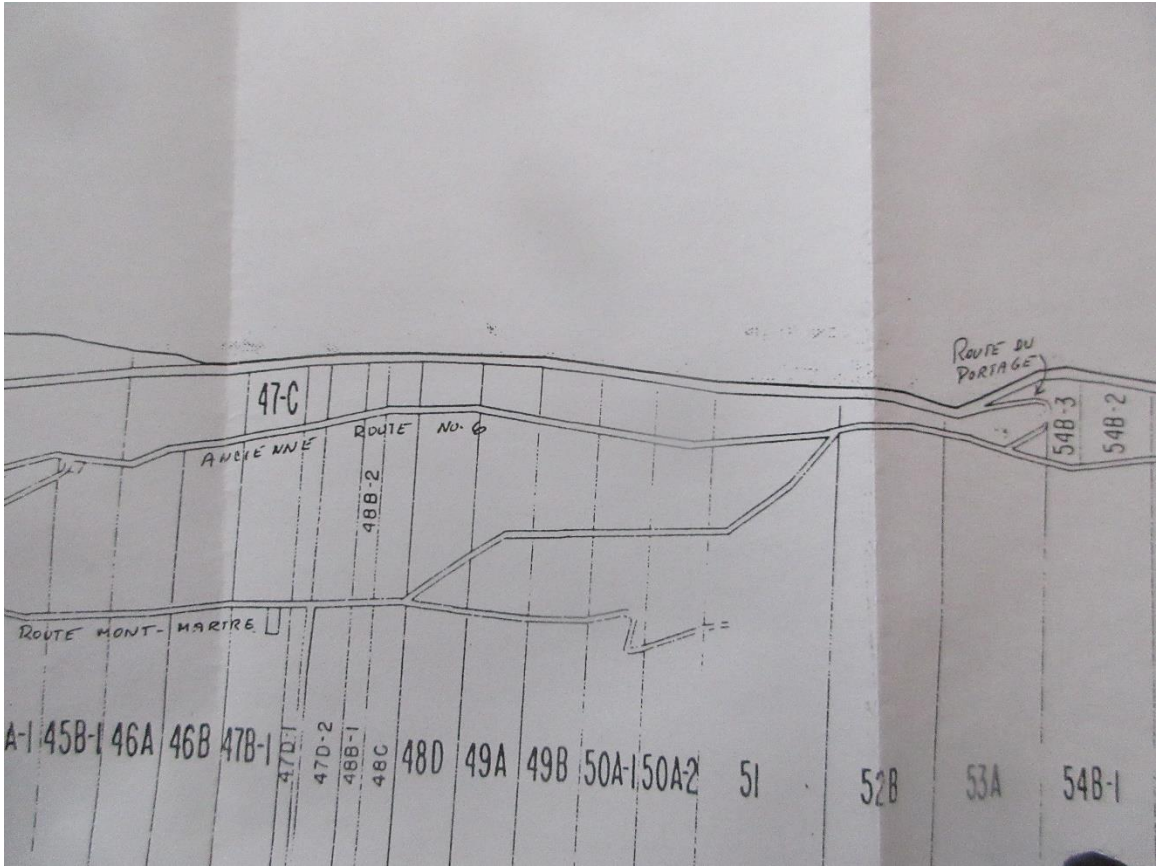 ROUTE DU
PORTAGE
47-C
54B-3
54B-2
ANCIENNE ROUTE NO. 6
48B-2
ROUTE MONT-MARTRE
A-1
45B-1
46A
46B
47B-1
47D-1
47D-2
48B-1
48C
48D
49A
49B
50A-1
50A-2
51
52B
53A
54B-1